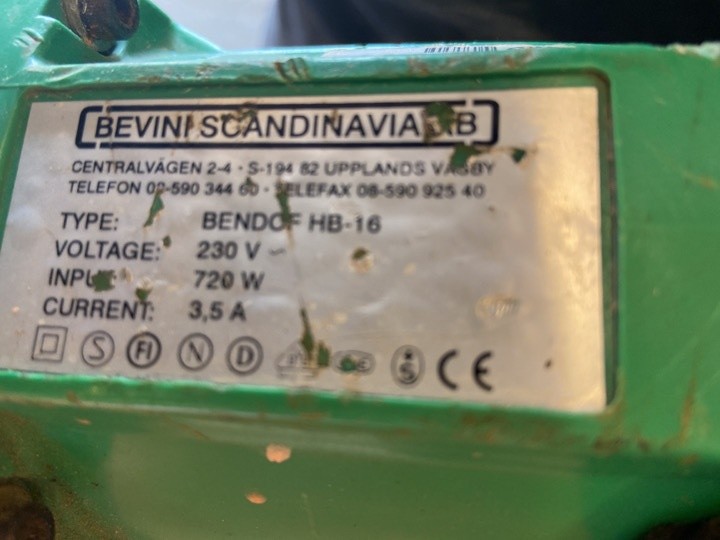 BEVINI SCANDINAVIA AB
CENTRALVÄGEN 2-4 · S-194 82 UPPLANDS VÄSBY
TELEFON 08-590 344 60 · TELEFAX 08-590 925 40
TYPE: BENDOF HB-16
VOLTAGE: 230 V ~
INPUT: 720 W
CURRENT: 3,5 A
S FI N D S CE